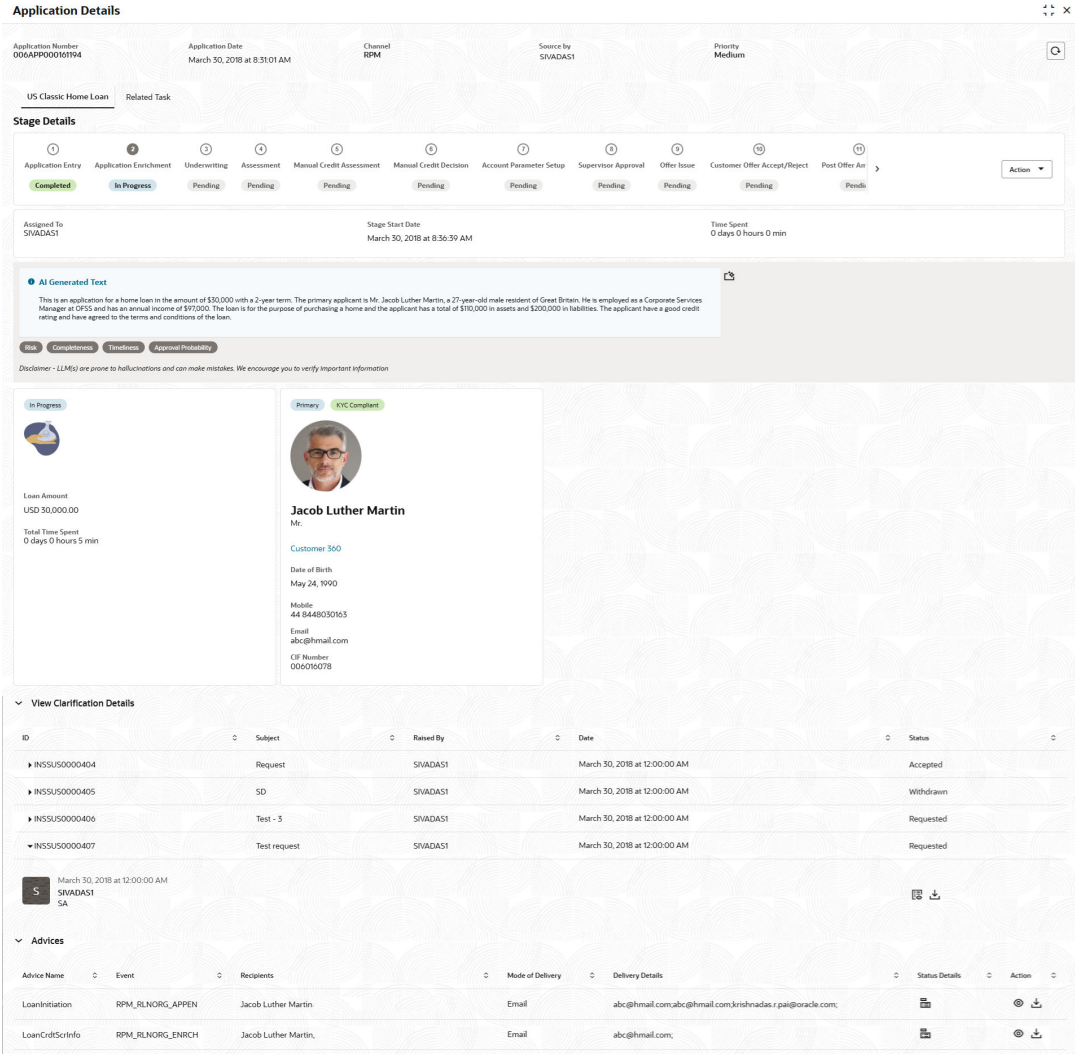 Application Details
Application Number
006APP000161194
Application Date
March 30, 2018 at 8:31:01 AM
Channel
RPM
Source by
SIVADAS1
Priority
Medium
US Classic Home Loan
Related Task
Stage Details
1 2 3 4 5 6 7 8 9 10 11
Application Entry Application Enrichment Underwriting Assessment Manual Credit Assessment Manual Credit Decision Account Parameter Setup Supervisor Approval Offer Issue Customer Offer Accept/Reject Post Offer Am
Completed In Progress Pending Pending Pending Pending Pending Pending Pending Pending Pendi
Action
Assigned To
SIVADAS1
Stage Start Date
March 30, 2018 at 8:36:39 AM
Time Spent
0 days 0 hours 0 min
AI Generated Text
This is an application for a home loan in the amount of $30,000 with a 2-year term. The primary applicant is Mr. Jacob Luther Martin, a 27-year-old male resident of Great Britain. He is employed as a Corporate Services
Manager at OFSS and has an annual income of $97,000. The loan is for the purpose of purchasing a home and the applicant has a total of $110,000 in assets and $200,000 in liabilities. The applicant have a good credit
rating and have agreed to the terms and conditions of the loan.
Risk Completeness Timeliness Approval Probability
Disclaimer - LLM(s) are prone to hallucinations and can make mistakes. We encourage you to verify important information
In Progress
Loan Amount
USD 30,000.00
Total Time Spent
0 days 0 hours 5 min
Primary KYC Compliant
Jacob Luther Martin
Mr.
Customer 360
Date of Birth
May 24, 1990
Mobile
44 8448030163
Email
abc@hmail.com
CIF Number
006016078
View Clarification Details
ID Subject Raised By Date Status
INSSUS0000404 Request SIVADAS1 March 30, 2018 at 12:00:00 AM Accepted
INSSUS0000405 SD SIVADAS1 March 30, 2018 at 12:00:00 AM Withdrawn
INSSUS0000406 Test - 3 SIVADAS1 March 30, 2018 at 12:00:00 AM Requested
INSSUS0000407 Test request SIVADAS1 March 30, 2018 at 12:00:00 AM Requested
S
March 30, 2018 at 12:00:00 AM
SIVADAS1
SA
Advices
Advice Name Event Recipients Mode of Delivery Delivery Details Status Details Action
LoanInitiation RPM_RLNORG_APPEN Jacob Luther Martin. Email abc@hmail.com;abc@hmail.com;krishnadas.r.pai@oracle.com;
LoanCrdtScrInfo RPM_RLNORG_ENRCH Jacob Luther Martin, Email abc@hmail.com;